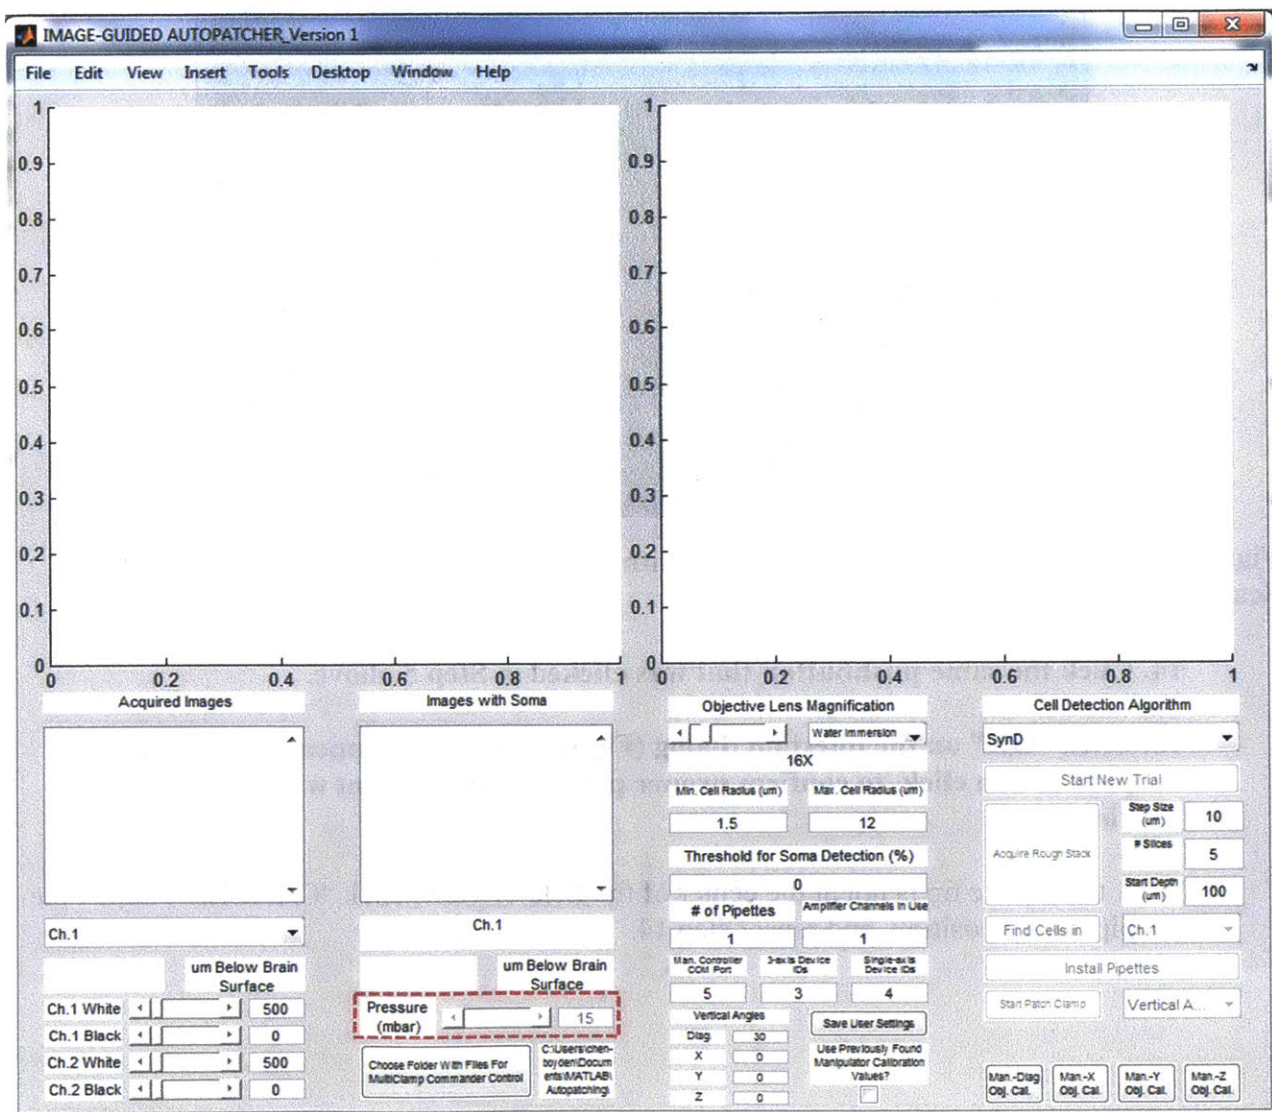 IMAGE-GUIDED AUTOPATCHER_Version 1
File Edit View Insert Tools Desktop Window Help
1
0.9
0.8
0.7
0.6
0.5
0.4
0.3
0.2
0.1
0
0.2 0.4 0.6 0.8 1
1
0.9
0.8
0.7
0.6
0.5
0.4
0.3
0.2
0.1
0
0 0.2 0.4 0.6 0.8 1
Acquired Images
Ch.1
um Below Brain
Surface
Ch.1 White 500
Ch.1 Black 0
Ch.2 White 500
Ch.2 Black 0
Images with Soma
Ch.1
um Below Brain
Surface
Pressure
(mbar) 15
Choose Folder With Files For
MultiClamp Commander Control
C:\Users\chen-
boyden\Docum
ents\MATLAB\
Autopatching\
Objective Lens Magnification
Water Immersion
16X
Min. Cell Radius (um) Max. Cell Radius (um)
1.5 12
Threshold for Soma Detection (%)
0
# of Pipettes Amplifier Channels In Use
1 1
Man. Controller
COM Port
3-axis Device
IDs
Single-axis
Device IDs
5 3 4
Vertical Angles
Diag 30
X 0
Y 0
Z 0
Save User Settings
Use Previously Found
Manipulator Calibration
Values?
Cell Detection Algorithm
SynD
Start New Trial
Acquire Rough Stack
Step Size
(um) 10
# Slices
5
Start Depth
(um) 100
Find Cells in Ch.1
Install Pipettes
Start Patch Clamp Vertical A...
Man.-Diag
Obj. Cal.
Man.-X
Obj. Cal.
Man.-Y
Obj. Cal.
Man.-Z
Obj. Cal.